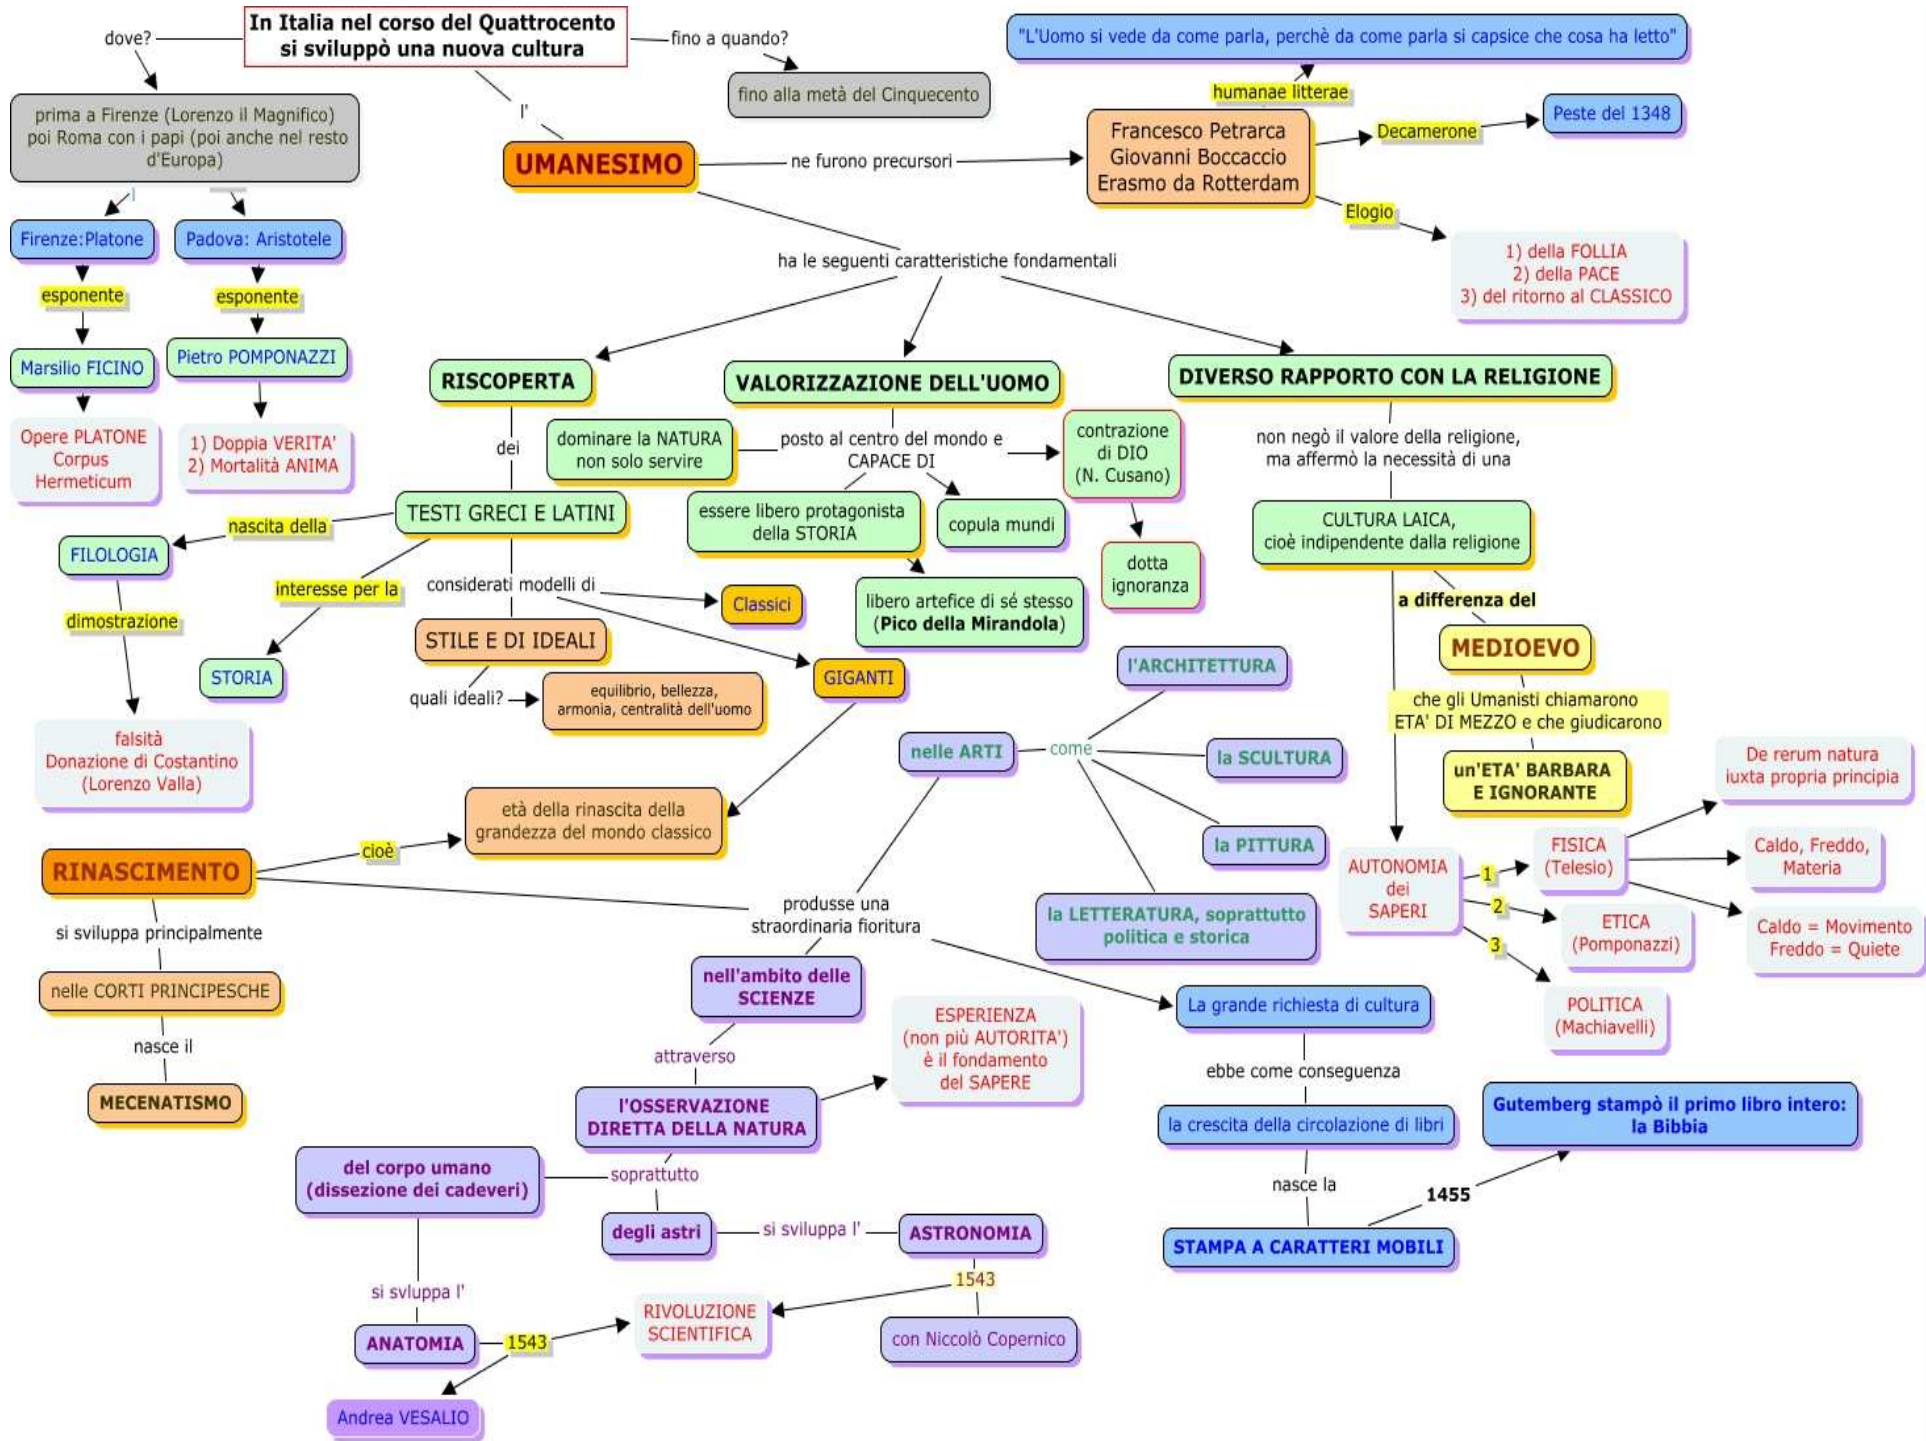 In Italia nel corso del Quattrocento
si sviluppò una nuova cultura
dove?
fino a quando?
"L'Uomo si vede da come parla, perchè da come parla si capsice che cosa ha letto"
prima a Firenze (Lorenzo il Magnifico)
poi Roma con i papi (poi anche nel resto
d'Europa)
l'
fino alla metà del Cinquecento
humanae litterae
UMANESIMO
ne furono precursori
Francesco Petrarca
Giovanni Boccaccio
Erasmo da Rotterdam
Decamerone
Peste del 1348
Elogio
1) della FOLLIA
2) della PACE
3) del ritorno al CLASSICO
Firenze:Platone
Padova: Aristotele
esponente
esponente
Marsilio FICINO
Pietro POMPONAZZI
Opere PLATONE
Corpus
Hermeticum
1) Doppia VERITA'
2) Mortalità ANIMA
ha le seguenti caratteristiche fondamentali
RISCOPERTA
VALORIZZAZIONE DELL'UOMO
DIVERSO RAPPORTO CON LA RELIGIONE
dei
dominare la NATURA
non solo servire
posto al centro del mondo e
CAPACE DI
contrazione
di DIO
(N. Cusano)
non negò il valore della religione,
ma affermò la necessità di una
TESTI GRECI E LATINI
essere libero protagonista
della STORIA
copula mundi
dotta
ignoranza
CULTURA LAICA,
cioè indipendente dalla religione
nascita della
FILOLOGIA
interesse per la
considerati modelli di
Classici
libero artefice di sé stesso
(Pico della Mirandola)
a differenza del
dimostrazione
STORIA
STILE E DI IDEALI
GIGANTI
MEDIOEVO
quali ideali?
equilibrio, bellezza,
armonia, centralità dell'uomo
l'ARCHITETTURA
che gli Umanisti chiamarono
ETA' DI MEZZO e che giudicarono
falsità
Donazione di Costantino
(Lorenzo Valla)
nelle ARTI
come
la SCULTURA
un'ETA' BARBARA
E IGNORANTE
De rerum natura
iuxta propria principia
età della rinascita della
grandezza del mondo classico
la PITTURA
cioè
RINASCIMENTO
AUTONOMIA
dei
SAPERI
1
FISICA
(Telesio)
Caldo, Freddo,
Materia
2
ETICA
(Pomponazzi)
Caldo = Movimento
Freddo = Quiete
3
POLITICA
(Machiavelli)
produsse una
straordinaria fioritura
la LETTERATURA, soprattutto
politica e storica
si sviluppa principalmente
nelle CORTI PRINCIPESCHE
nasce il
MECENATISMO
nell'ambito delle
SCIENZE
ESPERIENZA
(non più AUTORITA')
è il fondamento
del SAPERE
La grande richiesta di cultura
attraverso
ebbe come conseguenza
l'OSSERVAZIONE
DIRETTA DELLA NATURA
la crescita della circolazione di libri
Gutemberg stampò il primo libro intero:
la Bibbia
del corpo umano
(dissezione dei cadeveri)
soprattutto
nasce la
1455
degli astri
si sviluppa l'
ASTRONOMIA
STAMPA A CARATTERI MOBILI
si svluppa l'
1543
RIVOLUZIONE
SCIENTIFICA
con Niccolò Copernico
ANATOMIA
1543
Andrea VESALIO